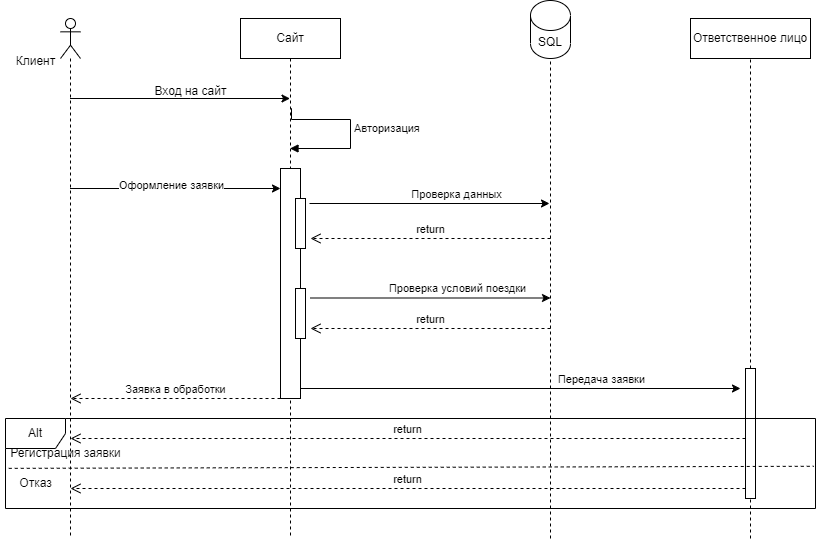 Клиент
Сайт
SQL
Ответственное лицо
Вход на сайт
Авторизация
Оформление заявки
Проверка данных
return
Проверка условий поездки
return
Передача заявки
Заявка в обработки
Alt
return
Регистрация заявки
Отказ
return